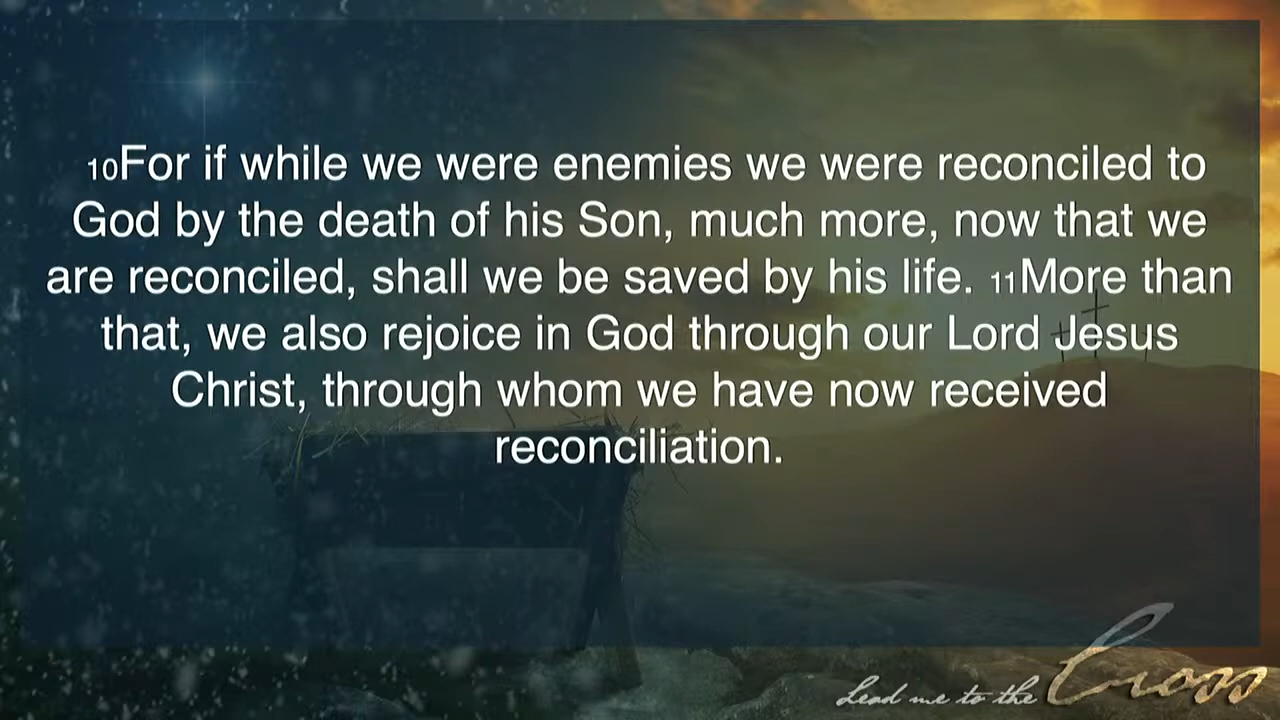 10For if while we were enemies we were reconciled to
God by the death of his Son, much more, now that we
are reconciled, shall we be saved by his life. 11More than
that, we also rejoice in God through our Lord Jesus
Christ, through whom we have now received
reconciliation.
Lead me to the Cross